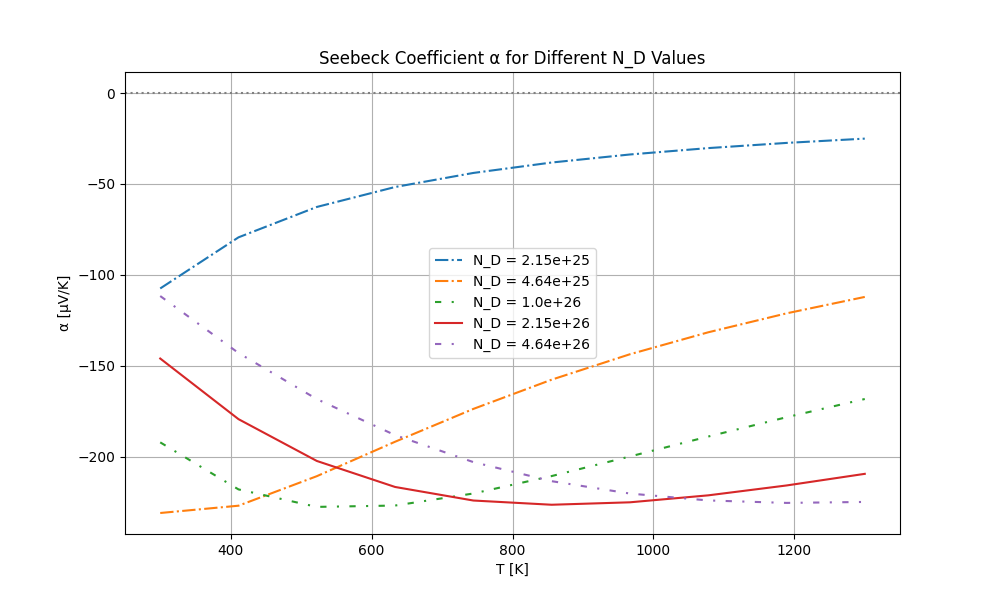 Seebeck Coefficient α for Different N_D Values
α [μV/K]
0
−50
−100
−150
−200
N_D = 2.15e+25
N_D = 4.64e+25
N_D = 1.0e+26
N_D = 2.15e+26
N_D = 4.64e+26
400
600
800
1000
1200
T [K]